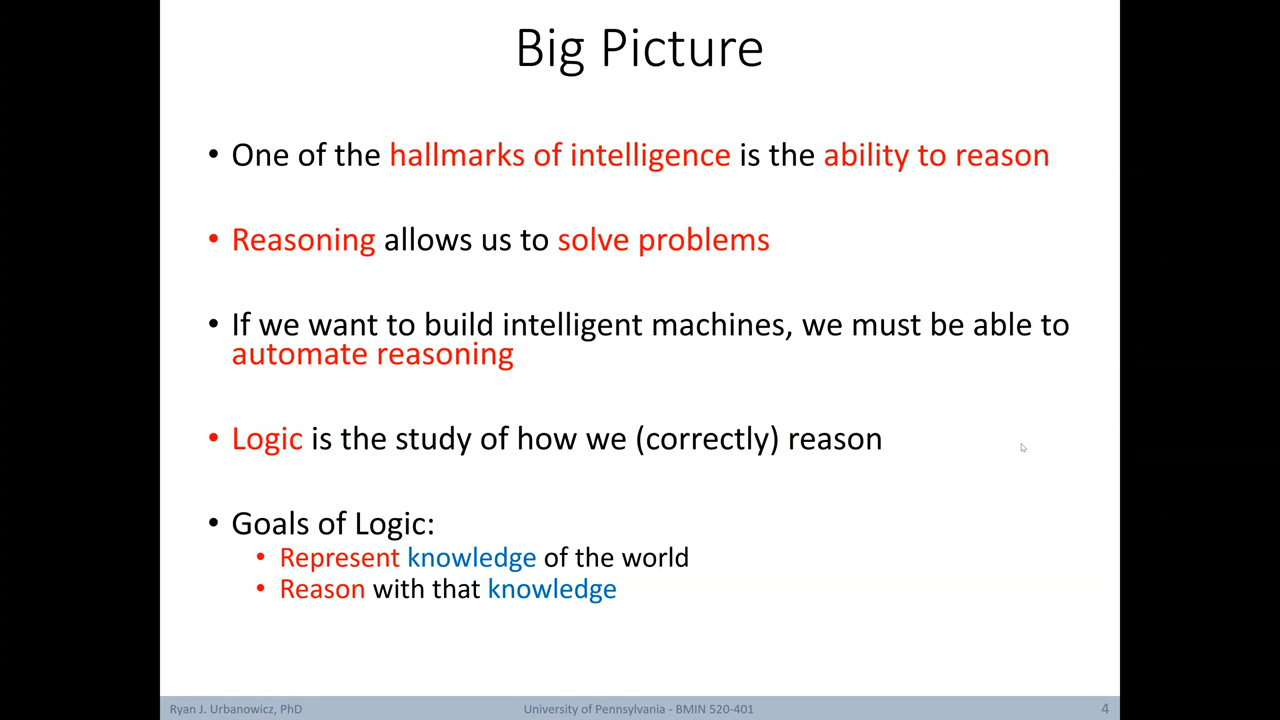 Big Picture
• One of the hallmarks of intelligence is the ability to reason
• Reasoning allows us to solve problems
• If we want to build intelligent machines, we must be able to
automate reasoning
• Logic is the study of how we (correctly) reason
• Goals of Logic:
• Represent knowledge of the world
• Reason with that knowledge
Ryan J. Urbanowicz, PhD University of Pennsylvania - BMIN 520-401 4